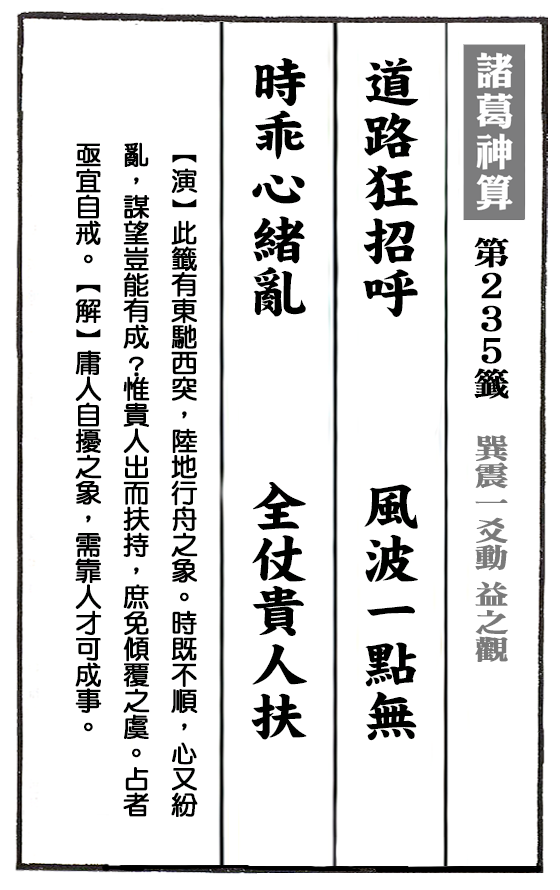 諸葛神算 第235籤 巽震一爻動 益之觀
道路狂招呼 風波一點無
時乖心緒亂 全仗貴人扶
【演】此籤有東馳西突，陸地行舟之象。時既不順，心又紛
亂，謀望豈能有成？惟貴人出而扶持，庶免傾覆之虞。占者
亟宜自戒。【解】庸人自擾之象，需靠人才可成事。